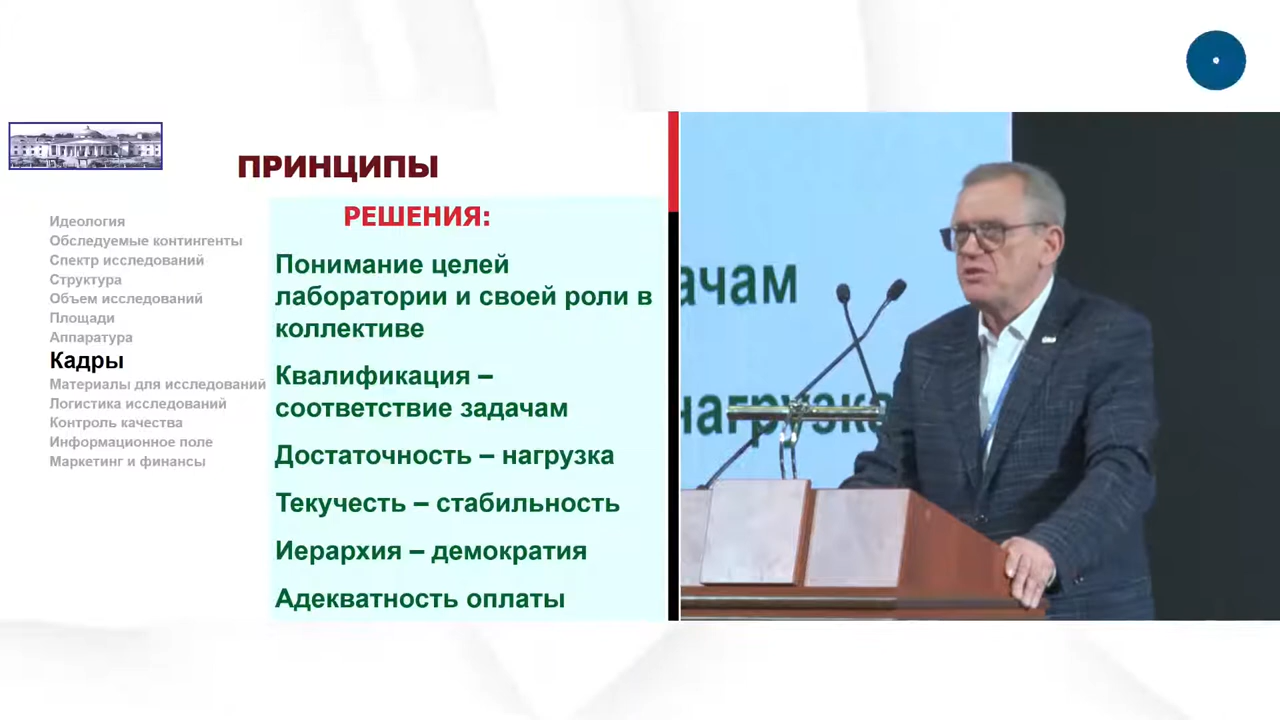 ПРИНЦИПЫ
Идеология
Обследуемые контингенты
Спектр исследований
Структура
Объем исследований
Площади
Аппаратура
Кадры
Материалы для исследований
Логистика исследований
Контроль качества
Информационное поле
Маркетинг и финансы
РЕШЕНИЯ:
Понимание целей
лаборатории и своей роли в
коллективе
Квалификация –
соответствие задачам
Достаточность – нагрузка
Текучесть – стабильность
Иерархия – демократия
Адекватность оплаты
ачам
нагрузка